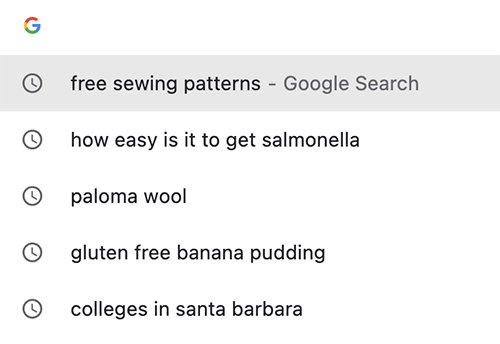 free sewing patterns - Google Search
how easy is it to get salmonella
paloma wool
gluten free banana pudding
colleges in santa barbara